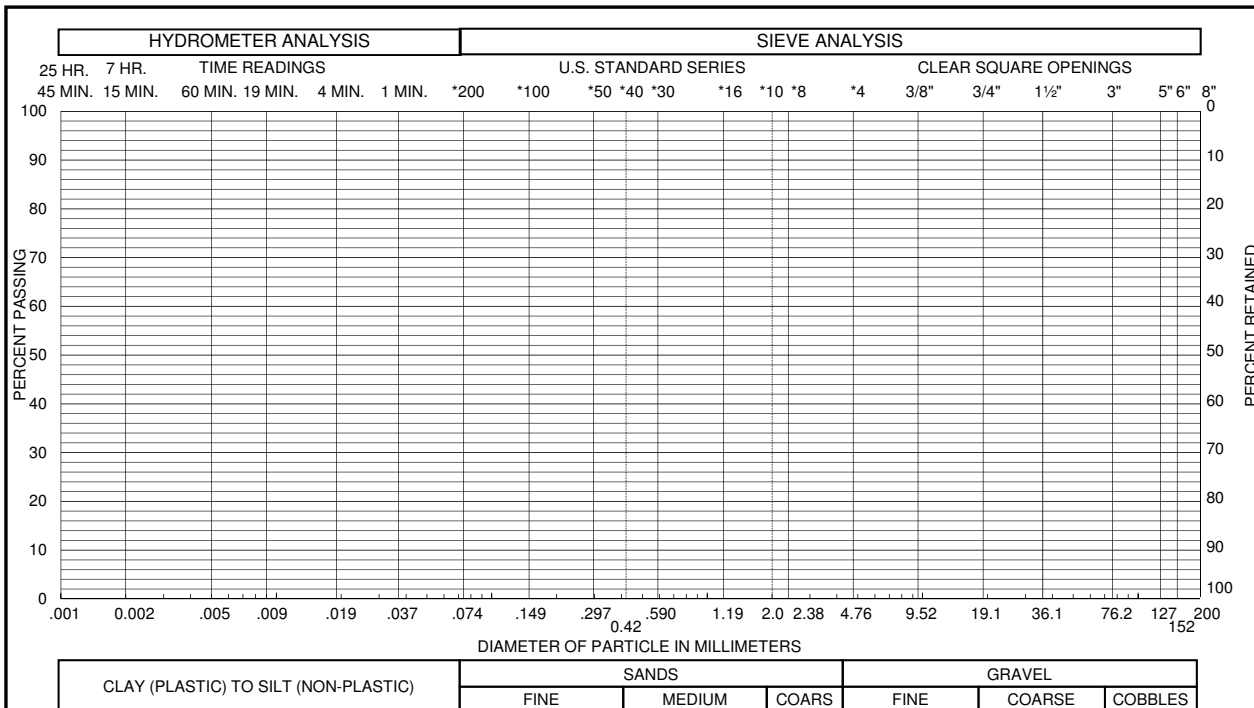 HYDROMETER ANALYSIS SIEVE ANALYSIS
25 HR. 7 HR. TIME READINGS U.S. STANDARD SERIES CLEAR SQUARE OPENINGS
45 MIN. 15 MIN. 60 MIN. 19 MIN. 4 MIN. 1 MIN. *200 *100 *50 *40 *30 *16 *10 *8 *4 3/8" 3/4" 1½" 3" 5" 6" 8"
100 0
90 10
80 20
70 30
60 40
50 50
40 60
30 70
20 80
10 90
0 100
PERCENT PASSING
PERCENT RETAINED
.001 0.002 .005 .009 .019 .037 .074 .149 .297 .590 1.19 2.0 2.38 4.76 9.52 19.1 36.1 76.2 127 200
0.42 152
DIAMETER OF PARTICLE IN MILLIMETERS
CLAY (PLASTIC) TO SILT (NON-PLASTIC) SANDS GRAVEL
FINE MEDIUM COARS FINE COARSE COBBLES